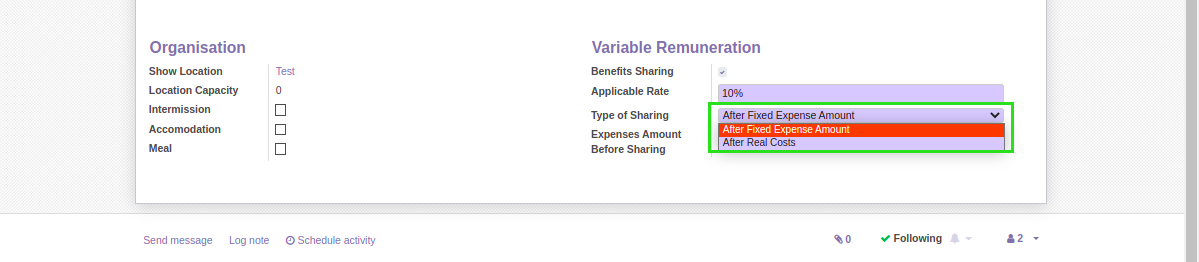 Organisation
Show Location Test
Location Capacity 0
Intermission
Accomodation
Meal
Variable Remuneration
Benefits Sharing
Applicable Rate 10%
Type of Sharing After Fixed Expense Amount
After Fixed Expense Amount
After Real Costs
Expenses Amount
Before Sharing
Send message Log note Schedule activity 0 Following 2